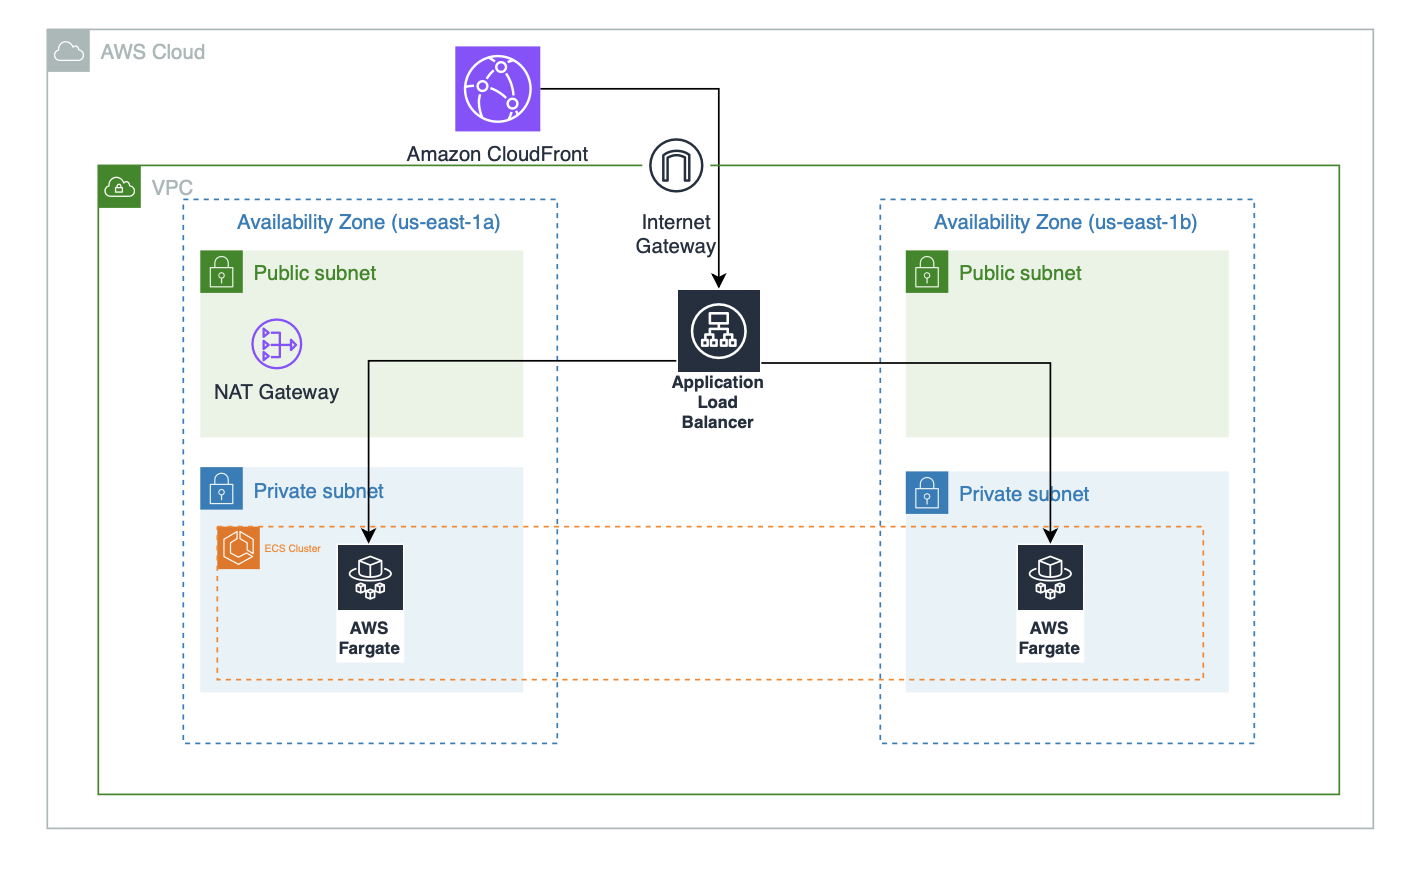 AWS Cloud
Amazon CloudFront
VPC
Internet
Gateway
Availability Zone (us-east-1a)
Availability Zone (us-east-1b)
Public subnet
Public subnet
NAT Gateway
Application
Load
Balancer
Private subnet
Private subnet
ECS Cluster
AWS
Fargate
AWS
Fargate